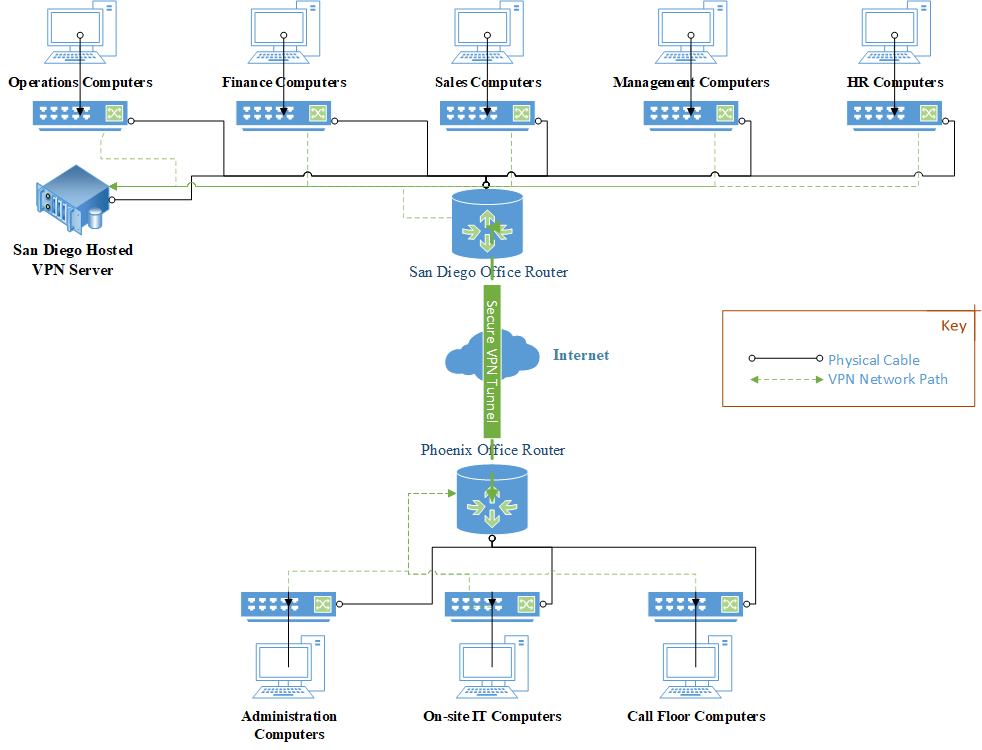 Operations Computers
Finance Computers
Sales Computers
Management Computers
HR Computers
San Diego Hosted
VPN Server
San Diego Office Router
Secure VPN Tunnel
Internet
Key
Physical Cable
VPN Network Path
Phoenix Office Router
Administration
Computers
On-site IT Computers
Call Floor Computers